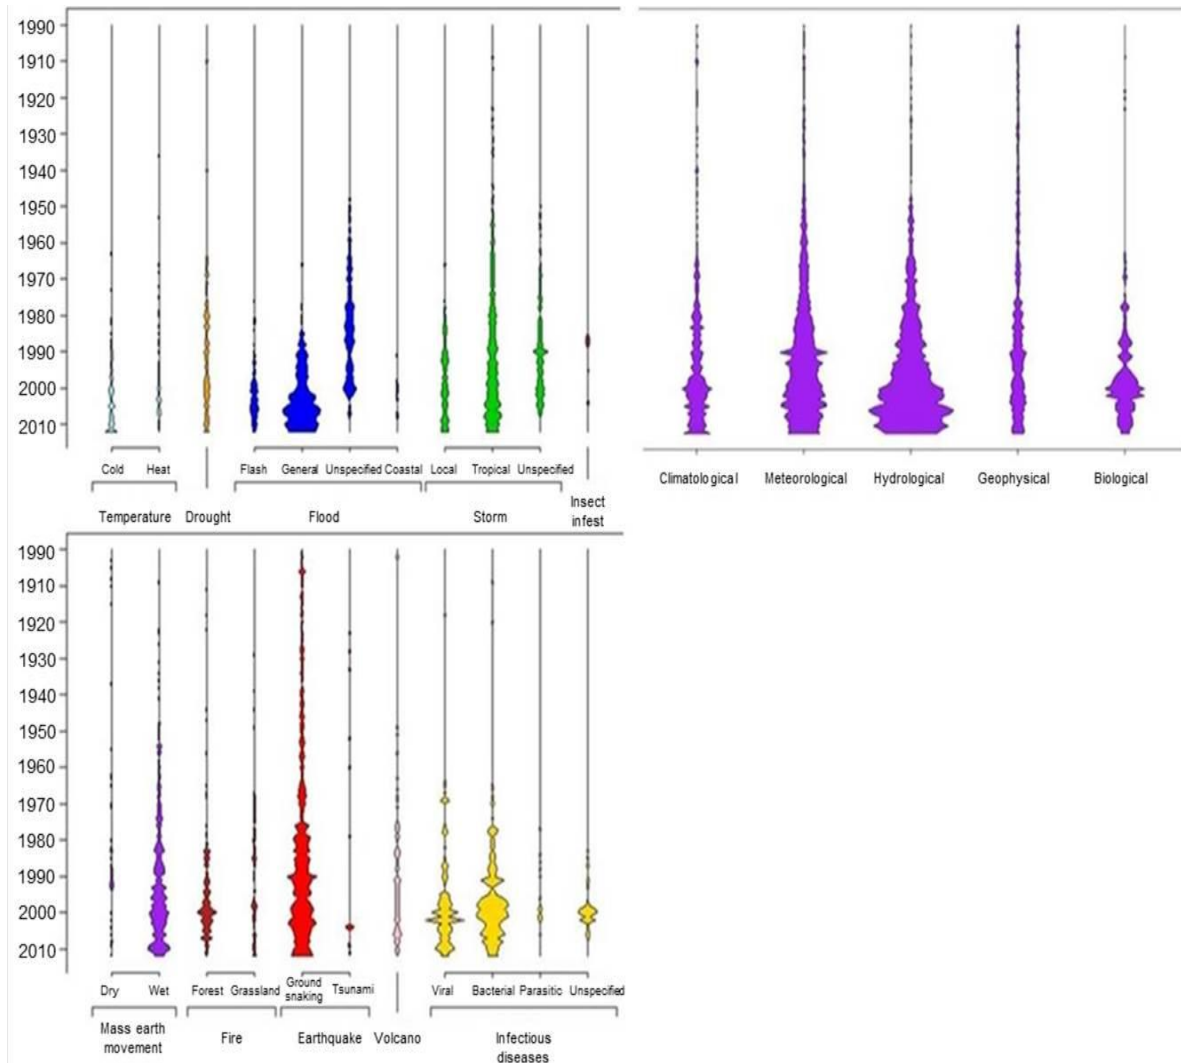 1990
1910
1920
1930
1940
1950
1960
1970
1980
1990
2000
2010
Cold Heat Flash General Unspecified Coastal Local Tropical Unspecified
Temperature Drought Flood Storm Insect
infest
Climatological Meteorological Hydrological Geophysical Biological
1990
1910
1920
1930
1940
1950
1960
1970
1980
1990
2000
2010
Dry Wet Forest Grassland Ground
snaking Tsunami Viral Bacterial Parasitic Unspecified
Mass earth
movement Fire Earthquake Volcano Infectious
diseases